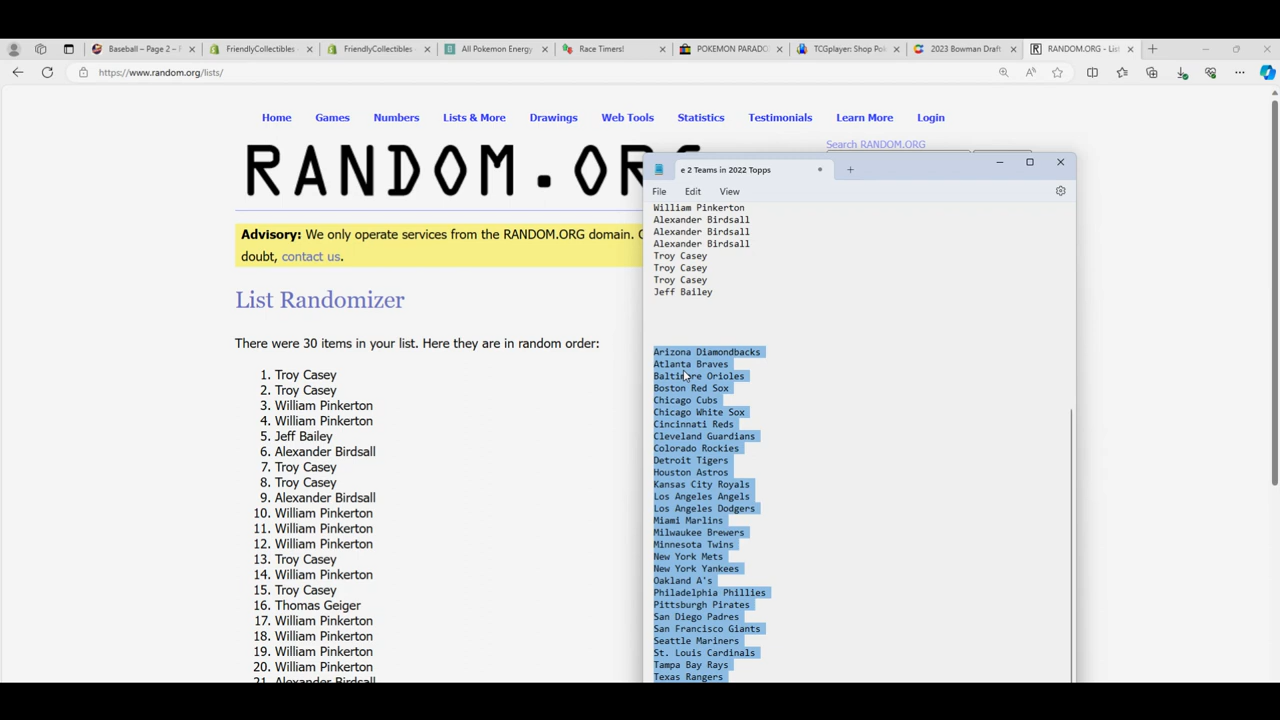 Baseball – Page 2 –
FriendlyCollectibles
FriendlyCollectibles
All Pokemon Energy
Race Timers!
POKEMON PARADO
TCGplayer: Shop Pok
2023 Bowman Draft
RANDOM.ORG - List
https://www.random.org/lists/
Home Games Numbers Lists & More Drawings Web Tools Statistics Testimonials Learn More Login
Search RANDOM.ORG
RANDOM.ORG
Advisory: We only operate services from the RANDOM.ORG domain.
doubt, contact us.
List Randomizer
There were 30 items in your list. Here they are in random order:
1. Troy Casey
2. Troy Casey
3. William Pinkerton
4. William Pinkerton
5. Jeff Bailey
6. Alexander Birdsall
7. Troy Casey
8. Troy Casey
9. Alexander Birdsall
10. William Pinkerton
11. William Pinkerton
12. William Pinkerton
13. Troy Casey
14. William Pinkerton
15. Troy Casey
16. Thomas Geiger
17. William Pinkerton
18. William Pinkerton
19. William Pinkerton
20. William Pinkerton
21. Alexander Birdsall
e 2 Teams in 2022 Topps
File Edit View
William Pinkerton
Alexander Birdsall
Alexander Birdsall
Alexander Birdsall
Troy Casey
Troy Casey
Troy Casey
Jeff Bailey
Arizona Diamondbacks
Atlanta Braves
Baltimore Orioles
Boston Red Sox
Chicago Cubs
Chicago White Sox
Cincinnati Reds
Cleveland Guardians
Colorado Rockies
Detroit Tigers
Houston Astros
Kansas City Royals
Los Angeles Angels
Los Angeles Dodgers
Miami Marlins
Milwaukee Brewers
Minnesota Twins
New York Mets
New York Yankees
Oakland A's
Philadelphia Phillies
Pittsburgh Pirates
San Diego Padres
San Francisco Giants
Seattle Mariners
St. Louis Cardinals
Tampa Bay Rays
Texas Rangers